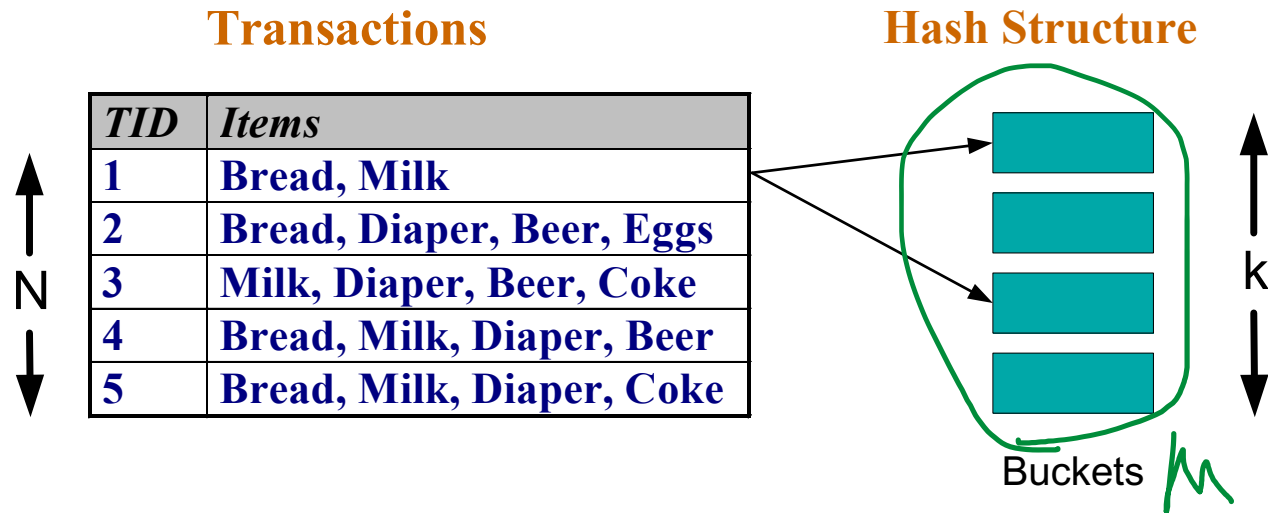 Transactions
Hash Structure
TID Items
1 Bread, Milk
2 Bread, Diaper, Beer, Eggs
3 Milk, Diaper, Beer, Coke
4 Bread, Milk, Diaper, Beer
5 Bread, Milk, Diaper, Coke
N
k
Buckets